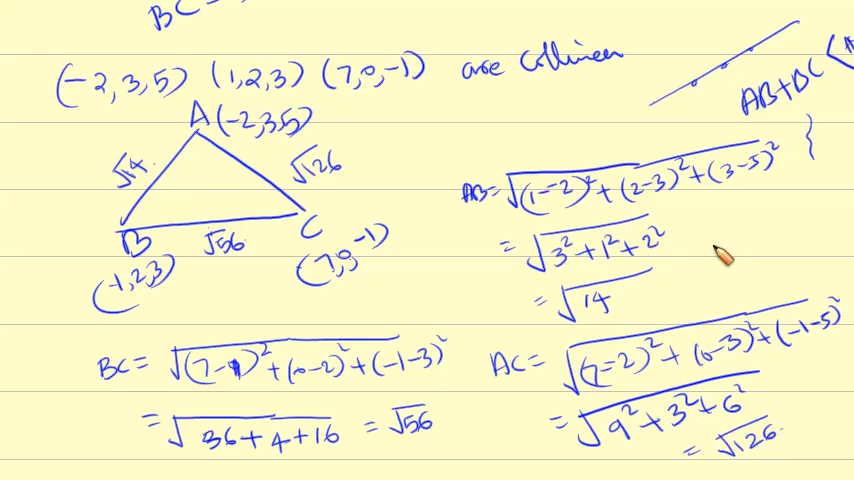 BC =
(-2, 3, 5) (1, 2, 3) (7, 0, -1) are collinear
AB+BC <
A (-2, 3 5)
√14
√126
B
√56
C
(-1, 2, 3)
(7, 0, -1)
AB = √(1--2)² + (2-3)² + (3-5)² }
= √3² + 1² + 2²
= √14
BC = √(7-1)² + (0-2)² + (-1-3)²
= √36 + 4 + 16 = √56
AC = √(7--2)² + (0-3)² + (-1-5)²
= √9² + 3² + 6²
= √126